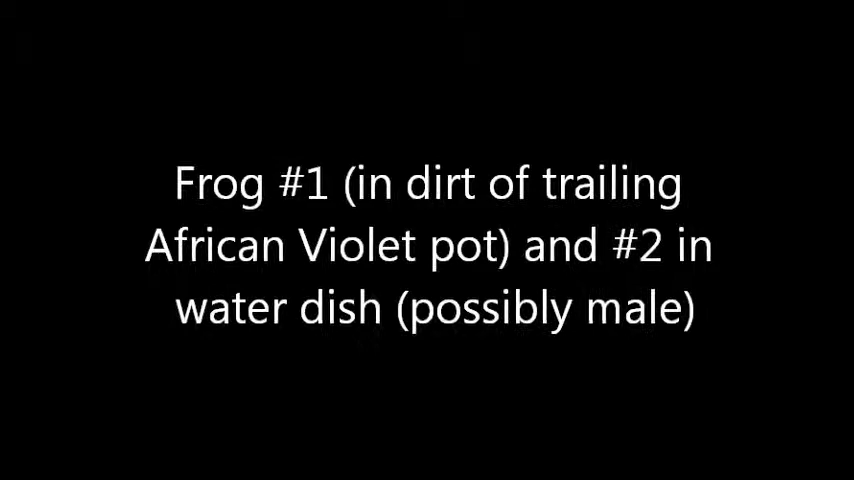 Frog #1 (in dirt of trailing
African Violet pot) and #2 in
water dish (possibly male)